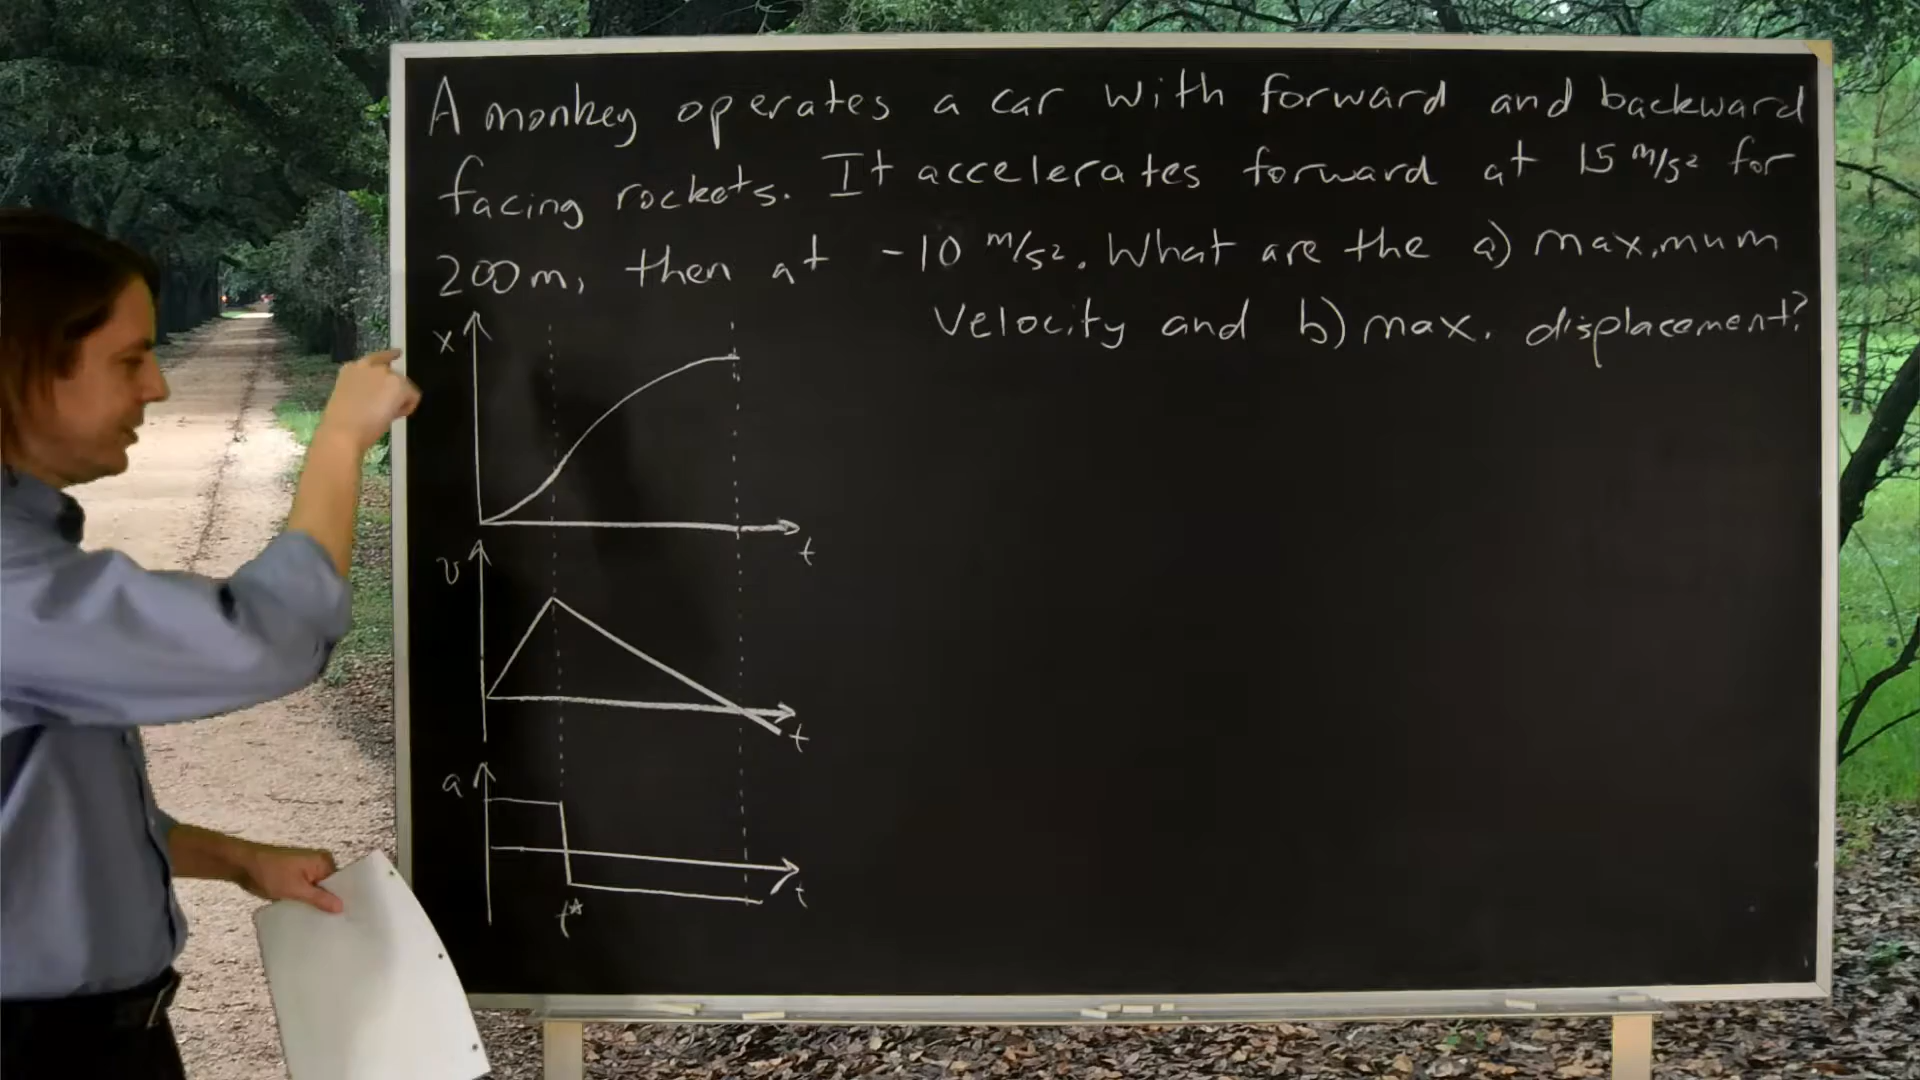 A monkey operates a car with forward and backward
facing rockets. It accelerates forward at 15 m/s² for
200m, then at -10 m/s². What are the a) maximum
velocity and b) max. displacement?
x
t
v
t
a
t
t*